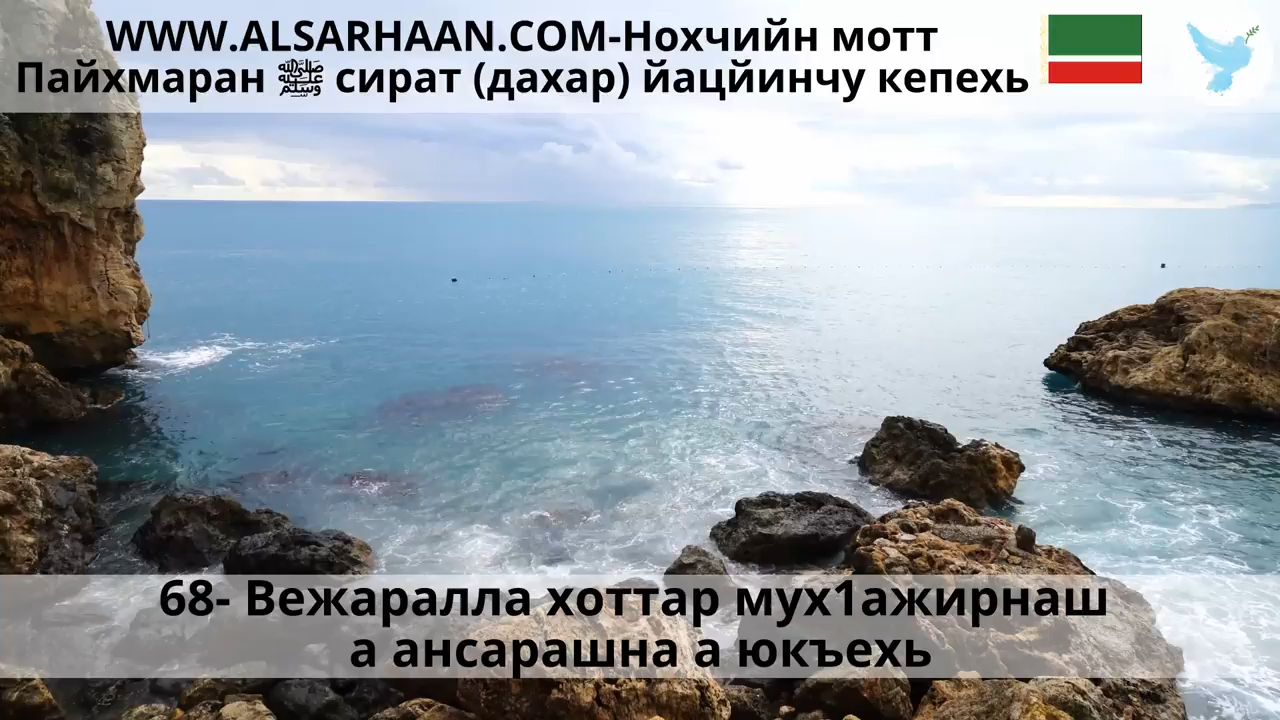 WWW.ALSARHAAN.COM-Нохчийн мотт
Пайхмаран ﷺ сират (дахар) йацйинчу кепехь
68- Вежаралла хоттар мух1ажирнаш
а ансарашна а юкъехь